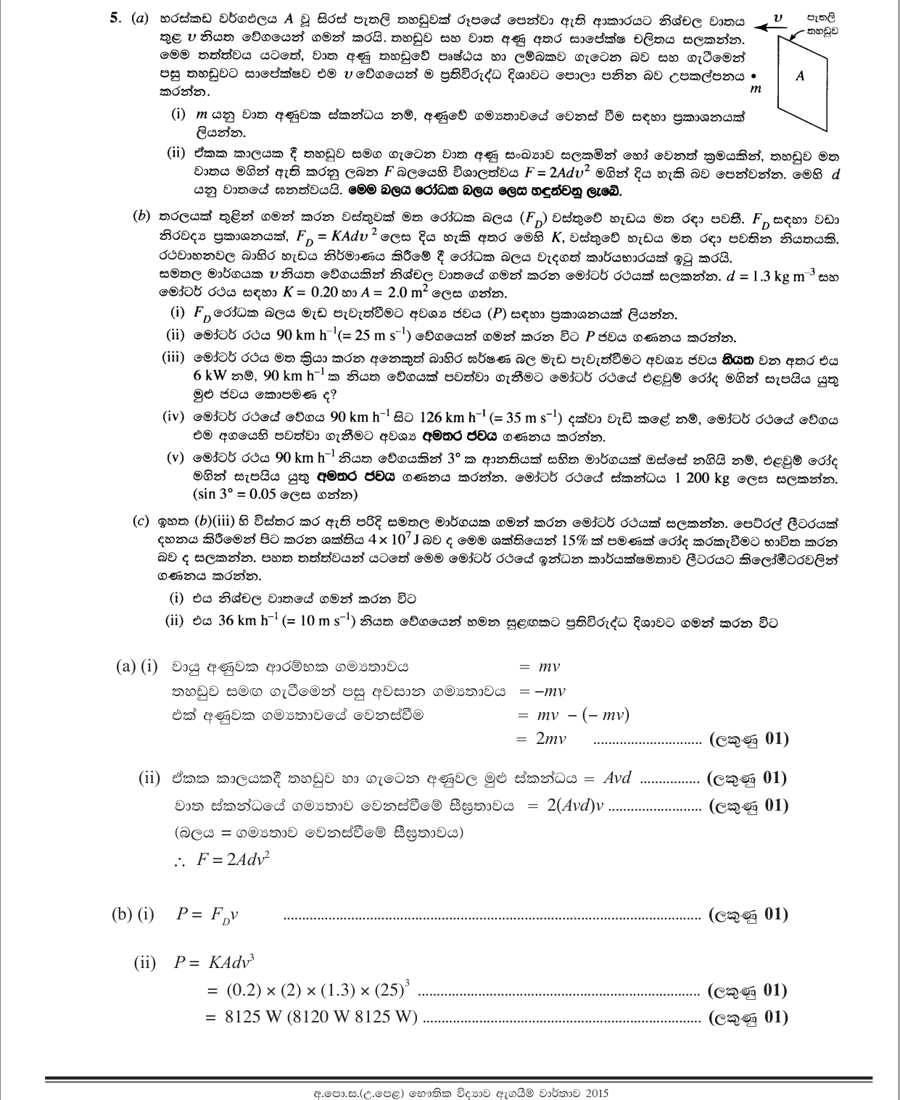 5. (a) හරස්කඩ වර්ගඵලය A වූ සිරස් පැතලි තහඩුවක් රූපයේ පෙන්වා ඇති ආකාරයට නිශ්චල වාතය
තුළ υ නියත වේගයෙන් ගමන් කරයි. තහඩුව සහ වාත අණු අතර සාපේක්ෂ චලිතය සලකන්න.
මෙම තත්ත්වය යටතේ, වාත අණු තහඩුවේ පෘෂ්ඨය හා ලම්බකව ගැටෙන බව සහ ගැටීමෙන්
පසු තහඩුවට සාපේක්ෂව එම υ වේගයෙන් ම ප්‍රතිවිරුද්ධ දිශාවට පොලා පනින බව උපකල්පනය
කරන්න.
υ
පැතලි
තහඩුව
A
m
(i) m යනු වාත අණුවක ස්කන්ධය නම්, අණුවේ ගම්‍යතාවයේ වෙනස් වීම සඳහා ප්‍රකාශනයක්
ලියන්න.
(ii) ඒකක කාලයක දී තහඩුව සමග ගැටෙන වාත අණු සංඛ්‍යාව සලකමින් හෝ වෙනත් ක්‍රමයකින්, තහඩුව මත
වාතය මගින් ඇති කරනු ලබන F බලයෙහි විශාලත්වය F = 2Adυ² මගින් දිය හැකි බව පෙන්වන්න. මෙහි d
යනු වාතයේ ඝනත්වයයි. මෙම බලය රෝධක බලය ලෙස හඳුන්වනු ලැබේ.
(b) තරලයක් තුළින් ගමන් කරන වස්තුවක් මත රෝධක බලය (F_D) වස්තුවේ හැඩය මත රඳා පවතී. F_D සඳහා වඩා
නිරවද්‍ය ප්‍රකාශනයක්, F_D = KAdυ² ලෙස දිය හැකි අතර මෙහි K, වස්තුවේ හැඩය මත රඳා පවතින නියතයකි.
රථවාහනවල බාහිර හැඩය නිර්මාණය කිරීමේ දී රෝධක බලය වැදගත් කාර්යභාරයක් ඉටු කරයි.
සමතල මාර්ගයක υ නියත වේගයකින් නිශ්චල වාතයේ ගමන් කරන මෝටර් රථයක් සලකන්න. d = 1.3 kg m⁻³ සහ
මෝටර් රථය සඳහා K = 0.20 හා A = 2.0 m² ලෙස ගන්න.
(i) F_D රෝධක බලය මැඩ පැවැත්වීමට අවශ්‍ය ජවය (P) සඳහා ප්‍රකාශනයක් ලියන්න.
(ii) මෝටර් රථය 90 km h⁻¹(= 25 m s⁻¹) වේගයෙන් ගමන් කරන විට P ජවය ගණනය කරන්න.
(iii) මෝටර් රථය මත ක්‍රියා කරන අනෙකුත් බාහිර ඝර්ෂණ බල මැඩ පැවැත්වීමට අවශ්‍ය ජවය නියත වන අතර එය
6 kW නම්, 90 km h⁻¹ ක නියත වේගයක් පවත්වා ගැනීමට මෝටර් රථයේ එළවුම් රෝද මගින් සැපයිය යුතු
මුළු ජවය කොපමණ ද?
(iv) මෝටර් රථයේ වේගය 90 km h⁻¹ සිට 126 km h⁻¹ (= 35 m s⁻¹) දක්වා වැඩි කළේ නම්, මෝටර් රථයේ වේගය
එම අගයෙහි පවත්වා ගැනීමට අවශ්‍ය අමතර ජවය ගණනය කරන්න.
(v) මෝටර් රථය 90 km h⁻¹ නියත වේගයකින් 3° ක ආනතියක් සහිත මාර්ගයක් ඔස්සේ නගියි නම්, එළවුම් රෝද
මගින් සැපයිය යුතු අමතර ජවය ගණනය කරන්න. මෝටර් රථයේ ස්කන්ධය 1 200 kg ලෙස සලකන්න.
(sin 3° = 0.05 ලෙස ගන්න)
(c) ඉහත (b)(iii) හි විස්තර කර ඇති පරිදි සමතල මාර්ගයක ගමන් කරන මෝටර් රථයක් සලකන්න. පෙට්රල් ලීටරයක්
දහනය කිරීමෙන් පිට කරන ශක්තිය 4 × 10⁷ J බව ද මෙම ශක්තියෙන් 15% ක් පමණක් රෝද කරකැවීමට භාවිත කරන
බව ද සලකන්න. පහත තත්ත්වයන් යටතේ මෙම මෝටර් රථයේ ඉන්ධන කාර්යක්ෂමතාව ලීටරයට කිලෝමීටරවලින්
ගණනය කරන්න.
(i) එය නිශ්චල වාතයේ ගමන් කරන විට
(ii) එය 36 km h⁻¹ (= 10 m s⁻¹) නියත වේගයෙන් හමන සුළඟකට ප්‍රතිවිරුද්ධ දිශාවට ගමන් කරන විට
(a) (i) වායු අණුවක ආරම්භක ගම්‍යතාවය = mv
තහඩුව සමඟ ගැටීමෙන් පසු අවසාන ගම්‍යතාවය = –mv
එක් අණුවක ගම්‍යතාවයේ වෙනස්වීම = mv – (– mv)
= 2mv ............................ (ලකුණු 01)
(ii) ඒකක කාලයකදී තහඩුව හා ගැටෙන අණුවල මුළු ස්කන්ධය = Avd ................ (ලකුණු 01)
වාත ස්කන්ධයේ ගම්‍යතාව වෙනස්වීමේ සීඝ්‍රතාවය = 2(Avd)v ........................ (ලකුණු 01)
(බලය = ගම්‍යතාව වෙනස්වීමේ සීඝ්‍රතාවය)
∴ F = 2Adv²
(b) (i) P = F_D v ............................................................ (ලකුණු 01)
(ii) P = KAdv³
= (0.2) × (2) × (1.3) × (25)³ ............................................................ (ලකුණු 01)
= 8125 W (8120 W 8125 W) ............................................................ (ලකුණු 01)
අ.පො.ස.(උ.පෙළ) භෞතික විද්‍යාව ඇගයීම් වාර්තාව 2015